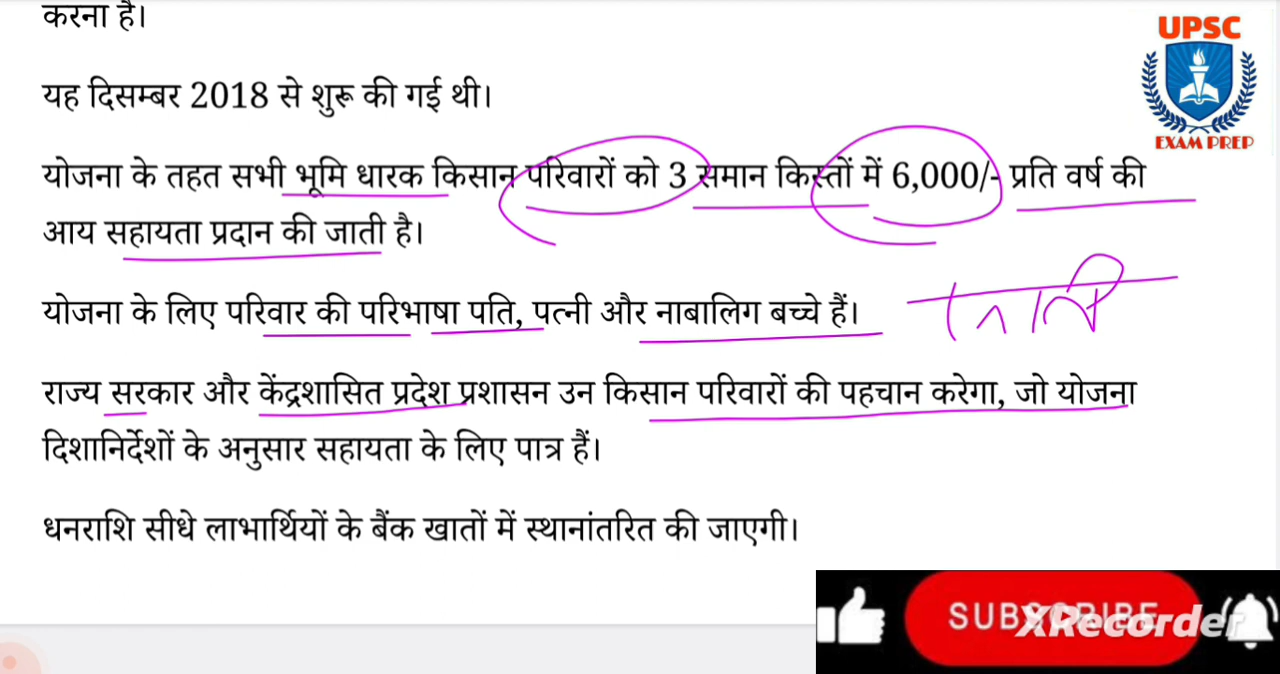 करना है।
UPSC
EXAM PREP
यह दिसम्बर 2018 से शुरू की गई थी।
योजना के तहत सभी भूमि धारक किसान परिवारों को 3 समान किस्तों में 6,000/- प्रति वर्ष की
आय सहायता प्रदान की जाती है।
योजना के लिए परिवार की परिभाषा पति, पत्नी और नाबालिग बच्चे हैं।
राज्य सरकार और केंद्रशासित प्रदेश प्रशासन उन किसान परिवारों की पहचान करेगा, जो योजना
दिशानिर्देशों के अनुसार सहायता के लिए पात्र हैं।
धनराशि सीधे लाभार्थियों के बैंक खातों में स्थानांतरित की जाएगी।
SUBSCRIBE
XRecorder